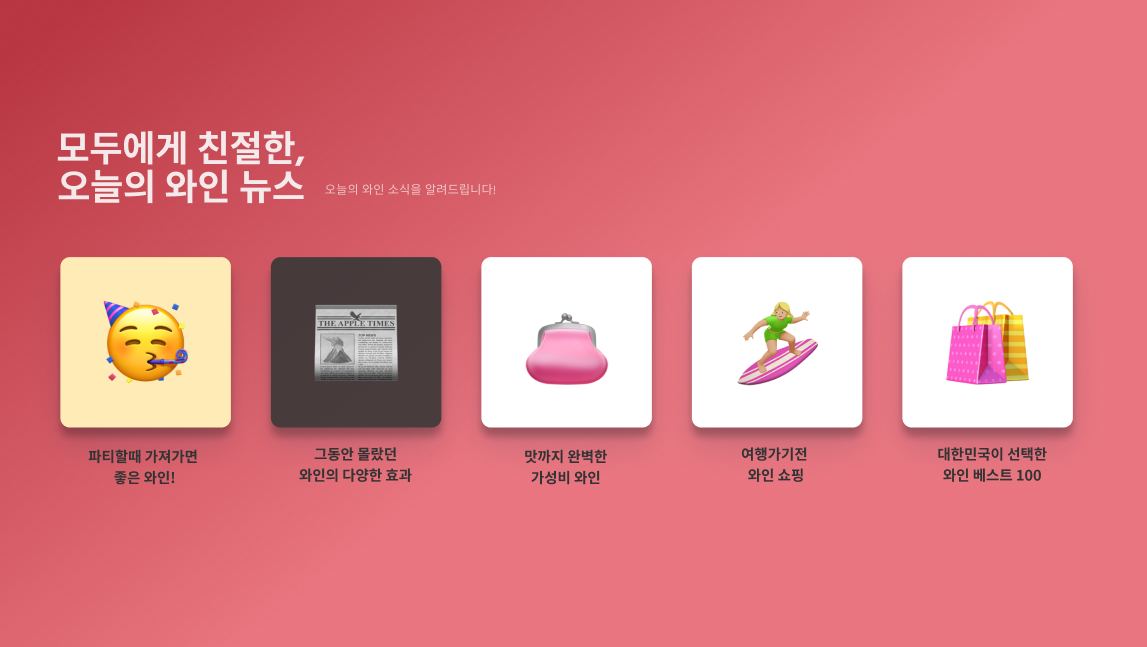 모두에게 친절한,
오늘의 와인 뉴스
오늘의 와인 소식을 알려드립니다!
THE APPLE TIMES
파티할때 가져가면
좋은 와인!
그동안 몰랐던
와인의 다양한 효과
맛까지 완벽한
가성비 와인
여행가기전
와인 쇼핑
대한민국이 선택한
와인 베스트 100